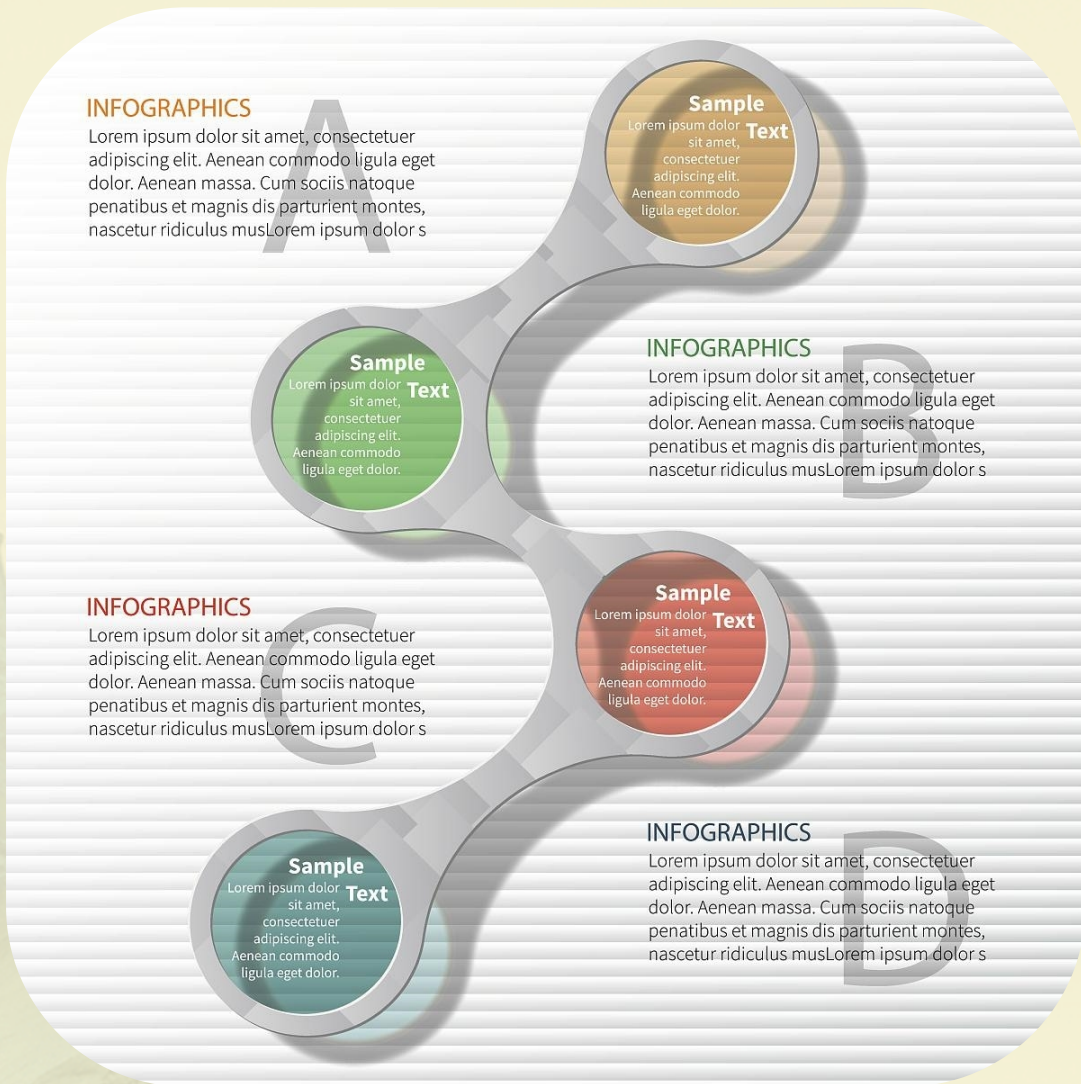 INFOGRAPHICS
A
Lorem ipsum dolor sit amet, consectetuer
adipiscing elit. Aenean commodo ligula eget
dolor. Aenean massa. Cum sociis natoque
penatibus et magnis dis parturient montes,
nascetur ridiculus musLorem ipsum dolor s
Sample
Text
Lorem ipsum dolor
sit amet,
consectetuer
adipiscing elit.
Aenean commodo
ligula eget dolor.
Sample
Text
Lorem ipsum dolor
sit amet,
consectetuer
adipiscing elit.
Aenean commodo
ligula eget dolor.
INFOGRAPHICS
B
Lorem ipsum dolor sit amet, consectetuer
adipiscing elit. Aenean commodo ligula eget
dolor. Aenean massa. Cum sociis natoque
penatibus et magnis dis parturient montes,
nascetur ridiculus musLorem ipsum dolor s
INFOGRAPHICS
C
Lorem ipsum dolor sit amet, consectetuer
adipiscing elit. Aenean commodo ligula eget
dolor. Aenean massa. Cum sociis natoque
penatibus et magnis dis parturient montes,
nascetur ridiculus musLorem ipsum dolor s
Sample
Text
Lorem ipsum dolor
sit amet,
consectetuer
adipiscing elit.
Aenean commodo
ligula eget dolor.
Sample
Text
Lorem ipsum dolor
sit amet,
consectetuer
adipiscing elit.
Aenean commodo
ligula eget dolor.
INFOGRAPHICS
D
Lorem ipsum dolor sit amet, consectetuer
adipiscing elit. Aenean commodo ligula eget
dolor. Aenean massa. Cum sociis natoque
penatibus et magnis dis parturient montes,
nascetur ridiculus musLorem ipsum dolor s